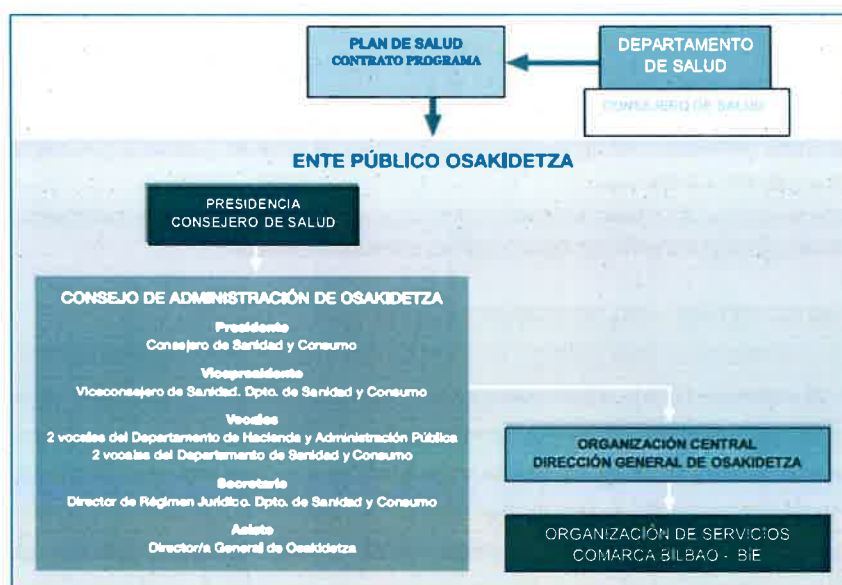 PLAN DE SALUD
CONTRATO PROGRAMA
DEPARTAMENTO
DE SALUD
CONSEJERO DE SALUD
ENTE PÚBLICO OSAKIDETZA
PRESIDENCIA
CONSEJERO DE SALUD
CONSEJO DE ADMINISTRACIÓN DE OSAKIDETZA
Presidente
Consejero de Sanidad y Consumo
Vicepresidente
Viceconsejero de Sanidad. Dpto. de Sanidad y Consumo
Vocales
2 vocales del Departamento de Hacienda y Administración Pública
2 vocales del Departamento de Sanidad y Consumo
Secretario
Director de Régimen Jurídico. Dpto. de Sanidad y Consumo
Asiste
Director/a General de Osakidetza
ORGANIZACIÓN CENTRAL
DIRECCIÓN GENERAL DE OSAKIDETZA
ORGANIZACIÓN DE SERVICIOS
COMARCA BILBAO - BIE